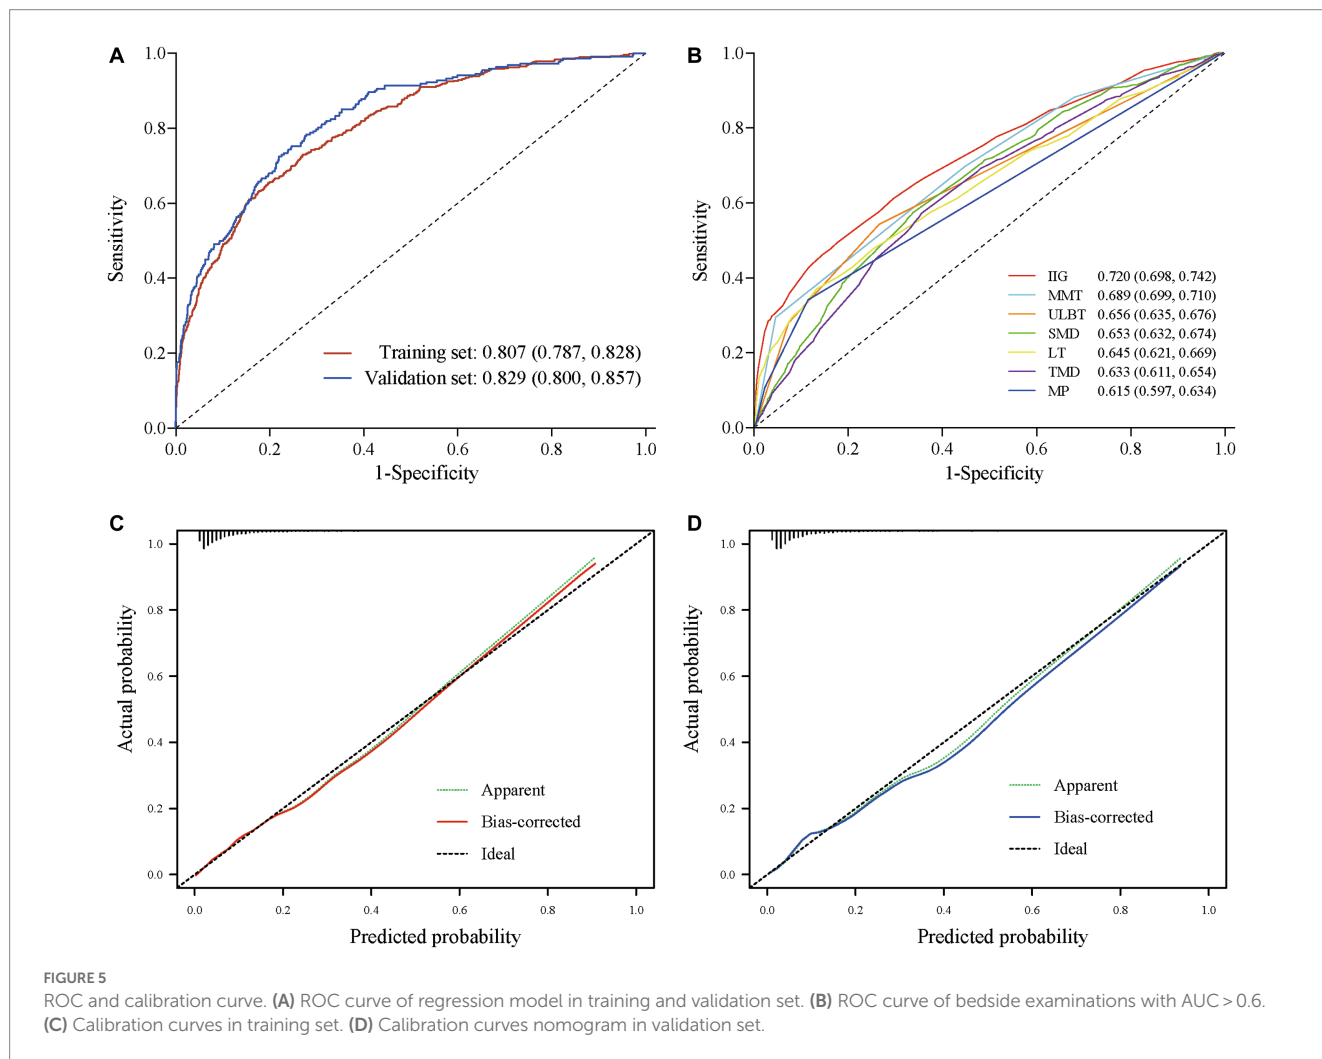 A
1.0
0.8
0.6
0.4
0.2
0.0
Sensitivity
Training set: 0.807 (0.787, 0.828)
Validation set: 0.829 (0.800, 0.857)
0.0 0.2 0.4 0.6 0.8 1.0
1-Specificity
B
1.0
0.8
0.6
0.4
0.2
0.0
Sensitivity
IIG 0.720 (0.698, 0.742)
MMT 0.689 (0.699, 0.710)
ULBT 0.656 (0.635, 0.676)
SMD 0.653 (0.632, 0.674)
LT 0.645 (0.621, 0.669)
TMD 0.633 (0.611, 0.654)
MP 0.615 (0.597, 0.634)
0.0 0.2 0.4 0.6 0.8 1.0
1-Specificity
C
1.0
0.8
0.6
0.4
0.2
0.0
Actual probability
Apparent
Bias-corrected
Ideal
0.0 0.2 0.4 0.6 0.8 1.0
Predicted probability
D
1.0
0.8
0.6
0.4
0.2
0.0
Actual probability
Apparent
Bias-corrected
Ideal
0.0 0.2 0.4 0.6 0.8 1.0
Predicted probability
FIGURE 5
ROC and calibration curve. (A) ROC curve of regression model in training and validation set. (B) ROC curve of bedside examinations with AUC > 0.6.
(C) Calibration curves in training set. (D) Calibration curves nomogram in validation set.